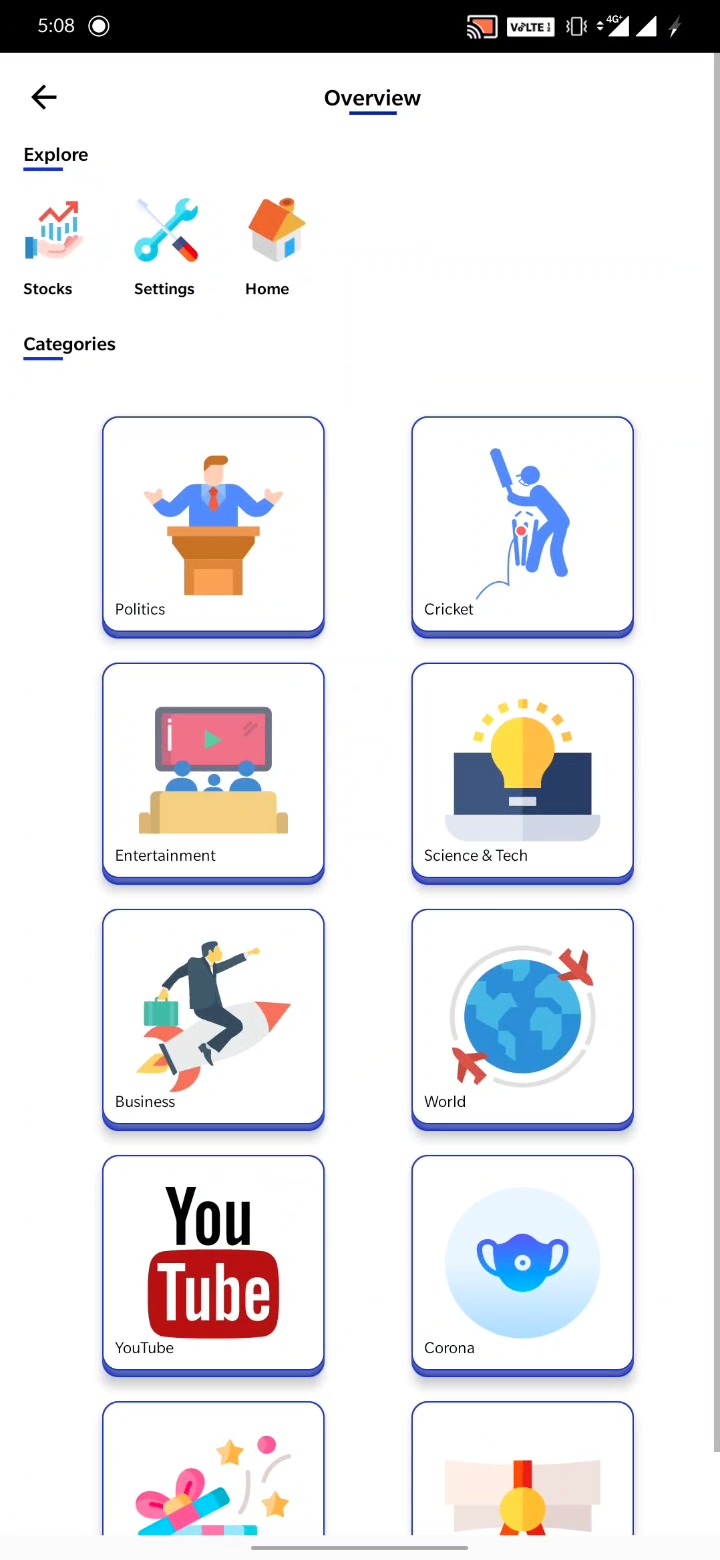 5:08
VoLTE 4G+
Overview
Explore
Stocks Settings Home
Categories
Politics Cricket
Entertainment Science & Tech
Business World
You
Tube
YouTube Corona